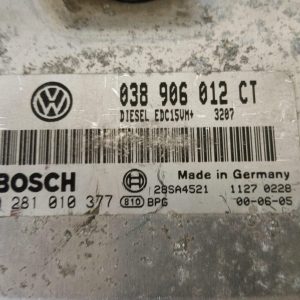 038 906 012 CT
DIESEL EDC15VM+ 3207
BOSCH
Made in Germany
28SA4521 1127 0228
281 010 377
810 BPG 00-06-05